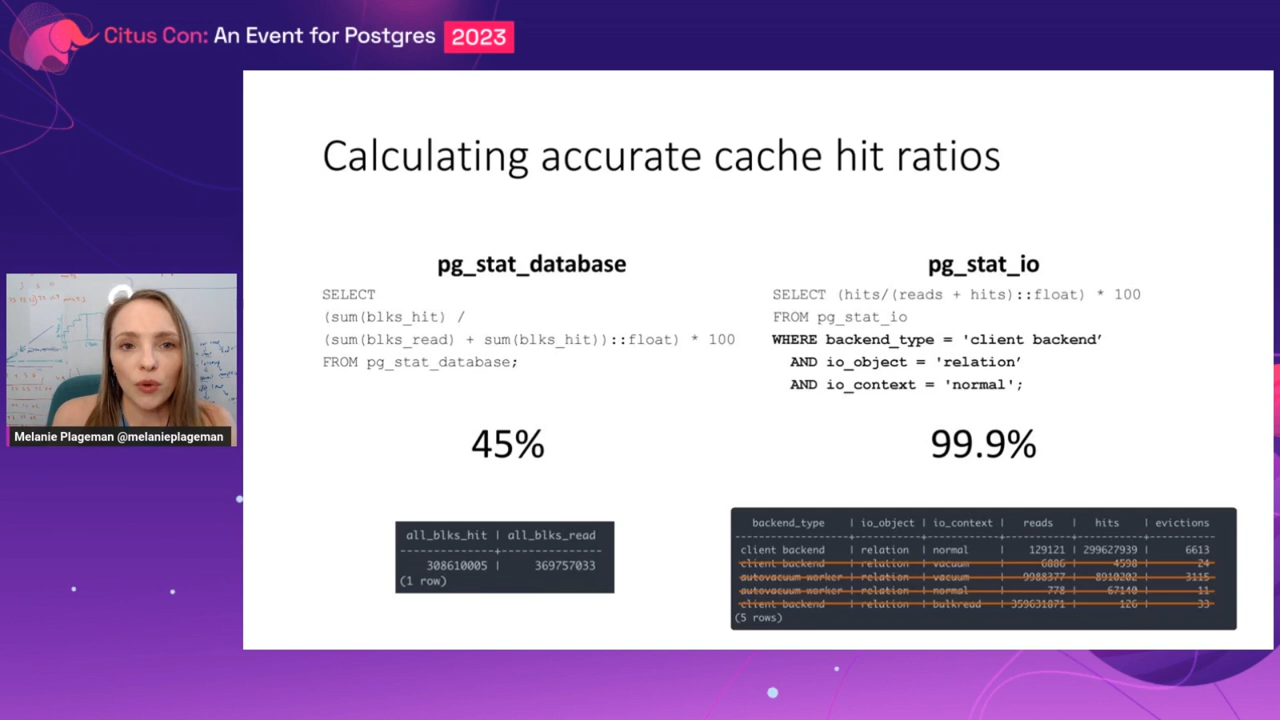 Citus Con: An Event for Postgres 2023
Calculating accurate cache hit ratios
pg_stat_database
SELECT
(sum(blks_hit) /
(sum(blks_read) + sum(blks_hit))::float) * 100
FROM pg_stat_database;
45%
all_blks_hit | all_blks_read
--------------+---------------
308610005 | 369757033
(1 row)
pg_stat_io
SELECT (hits/(reads + hits)::float) * 100
FROM pg_stat_io
WHERE backend_type = 'client backend’
AND io_object = 'relation’
AND io_context = 'normal';
99.9%
backend_type | io_object | io_context | reads | hits | evictions
client backend | relation | normal | 129121 | 299627939 | 6613
client backend | relation | vacuum | 6886 | 4598 | 24
autovacuum worker | relation | vacuum | 9988377 | 8910202 | 3115
autovacuum worker | relation | normal | 778 | 67140 | 11
client backend | relation | bulkread | 359631871 | 126 | 33
(5 rows)
Melanie Plageman @melanieplageman